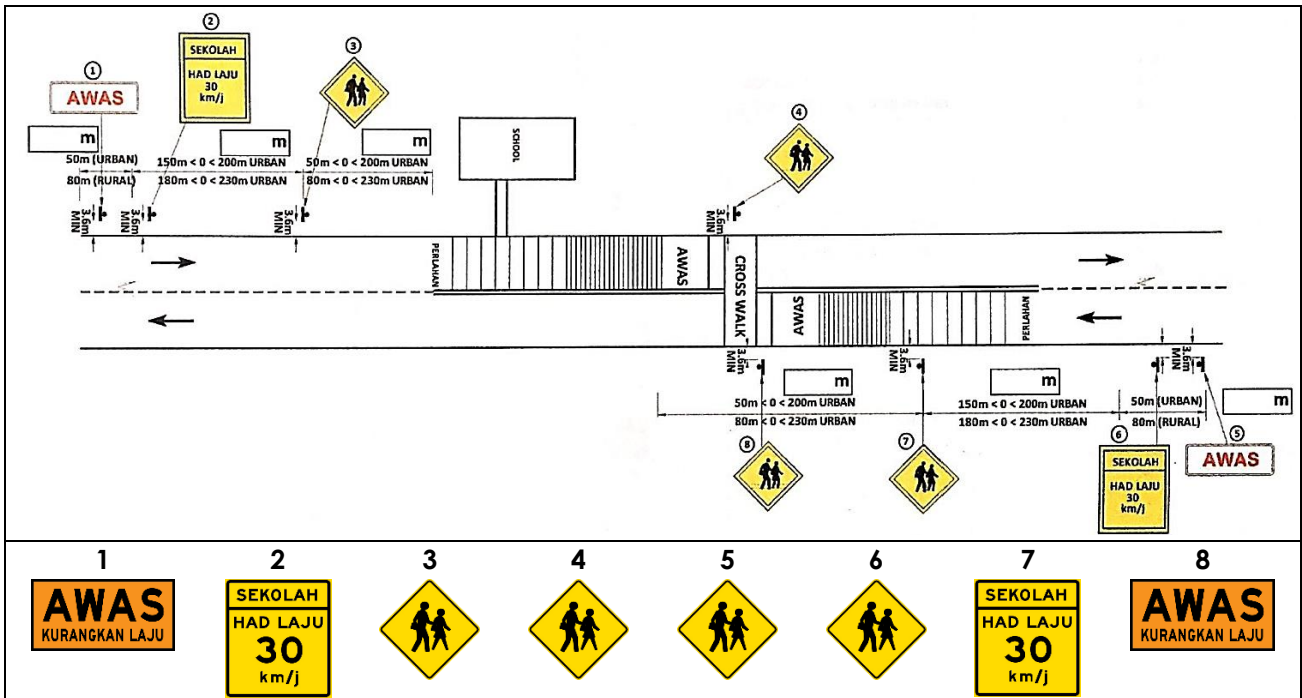 ②
SEKOLAH
HAD LAJU
30
km/j
①
AWAS
③
④
m
m
m
50m (URBAN)
150m < 0 < 200m URBAN
50m < 0 < 200m URBAN
80m (RURAL)
180m < 0 < 230m URBAN
80m < 0 < 230m URBAN
SCHOOL
3.6m
MIN
3.6m
MIN
3.6m
MIN
3.6m
MIN
PERLAHAN
AWAS
CROSS WALK
AWAS
PERLAHAN
3.6m
MIN
3.6m
MIN
3.6m
MIN
m
m
m
50m < 0 < 200m URBAN
150m < 0 < 200m URBAN
50m (URBAN)
80m < 0 < 230m URBAN
180m < 0 < 230m URBAN
80m (RURAL)
⑧
⑦
⑥
⑤
SEKOLAH
HAD LAJU
30
km/j
AWAS
1
2
3
4
5
6
7
8
AWAS
KURANGKAN LAJU
SEKOLAH
HAD LAJU
30
km/j
SEKOLAH
HAD LAJU
30
km/j
AWAS
KURANGKAN LAJU